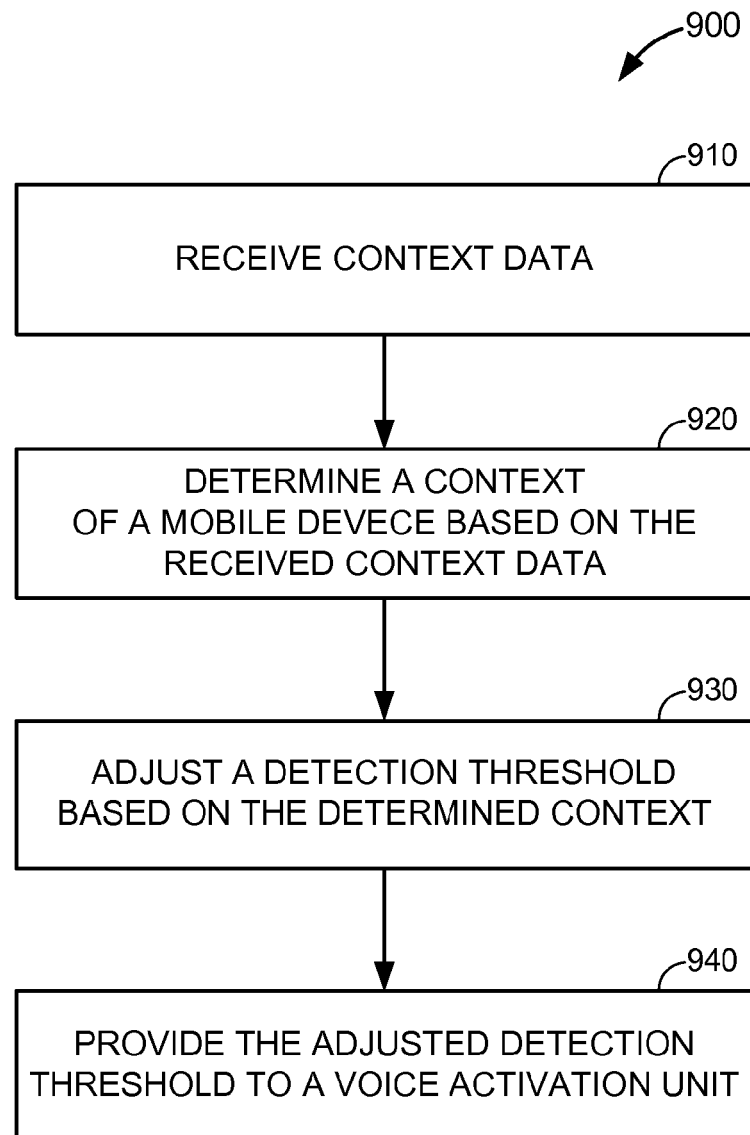 900
910
RECEIVE CONTEXT DATA
920
DETERMINE A CONTEXT
OF A MOBILE DEVECE BASED ON THE
RECEIVED CONTEXT DATA
930
ADJUST A DETECTION THRESHOLD
BASED ON THE DETERMINED CONTEXT
940
PROVIDE THE ADJUSTED DETECTION
THRESHOLD TO A VOICE ACTIVATION UNIT